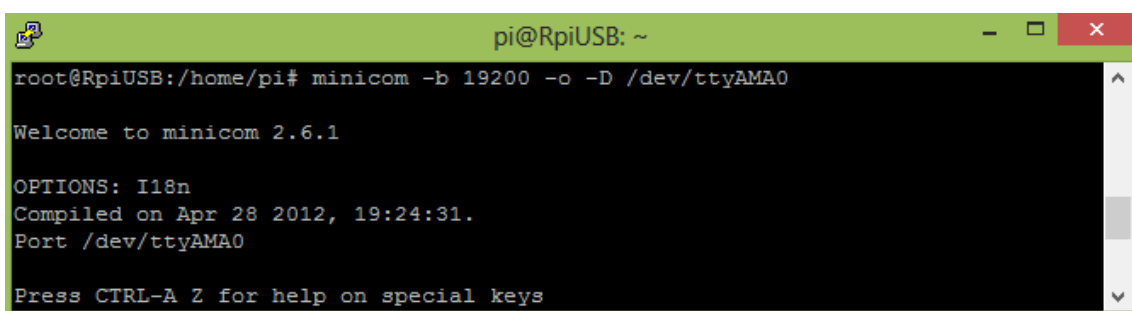 pi@RpiUSB: ~
root@RpiUSB:/home/pi# minicom -b 19200 -o -D /dev/ttyAMA0
Welcome to minicom 2.6.1
OPTIONS: I18n
Compiled on Apr 28 2012, 19:24:31.
Port /dev/ttyAMA0
Press CTRL-A Z for help on special keys